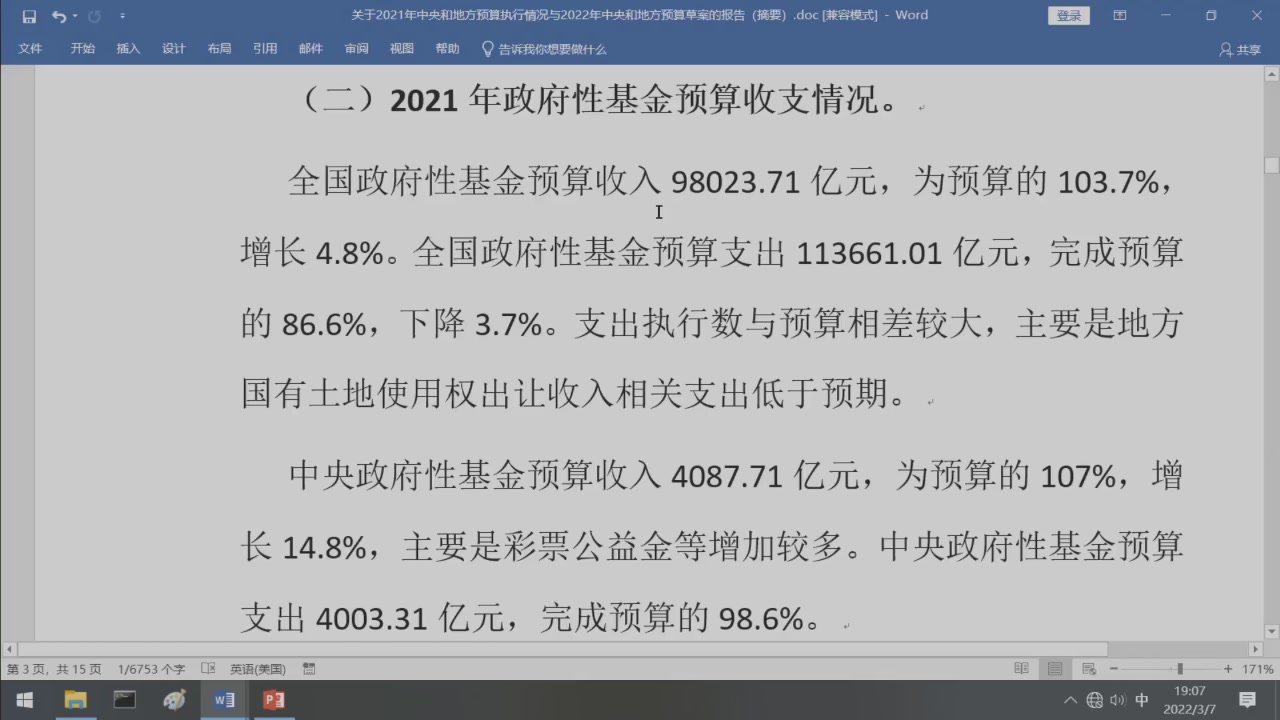 关于2021年中央和地方预算执行情况与2022年中央和地方预算草案的报告（摘要）.doc [兼容模式] - Word
登录
文件 开始 插入 设计 布局 引用 邮件 审阅 视图 帮助 告诉我你想要做什么 共享
（二）2021 年政府性基金预算收支情况。
全国政府性基金预算收入 98023.71 亿元，为预算的 103.7%，
增长 4.8%。全国政府性基金预算支出 113661.01 亿元，完成预算
的 86.6%，下降 3.7%。支出执行数与预算相差较大，主要是地方
国有土地使用权出让收入相关支出低于预期。
中央政府性基金预算收入 4087.71 亿元，为预算的 107%，增
长 14.8%，主要是彩票公益金等增加较多。中央政府性基金预算
支出 4003.31 亿元，完成预算的 98.6%。
第 3 页，共 15 页 1/6753 个字 英语(美国) 171%
中 19:07
2022/3/7